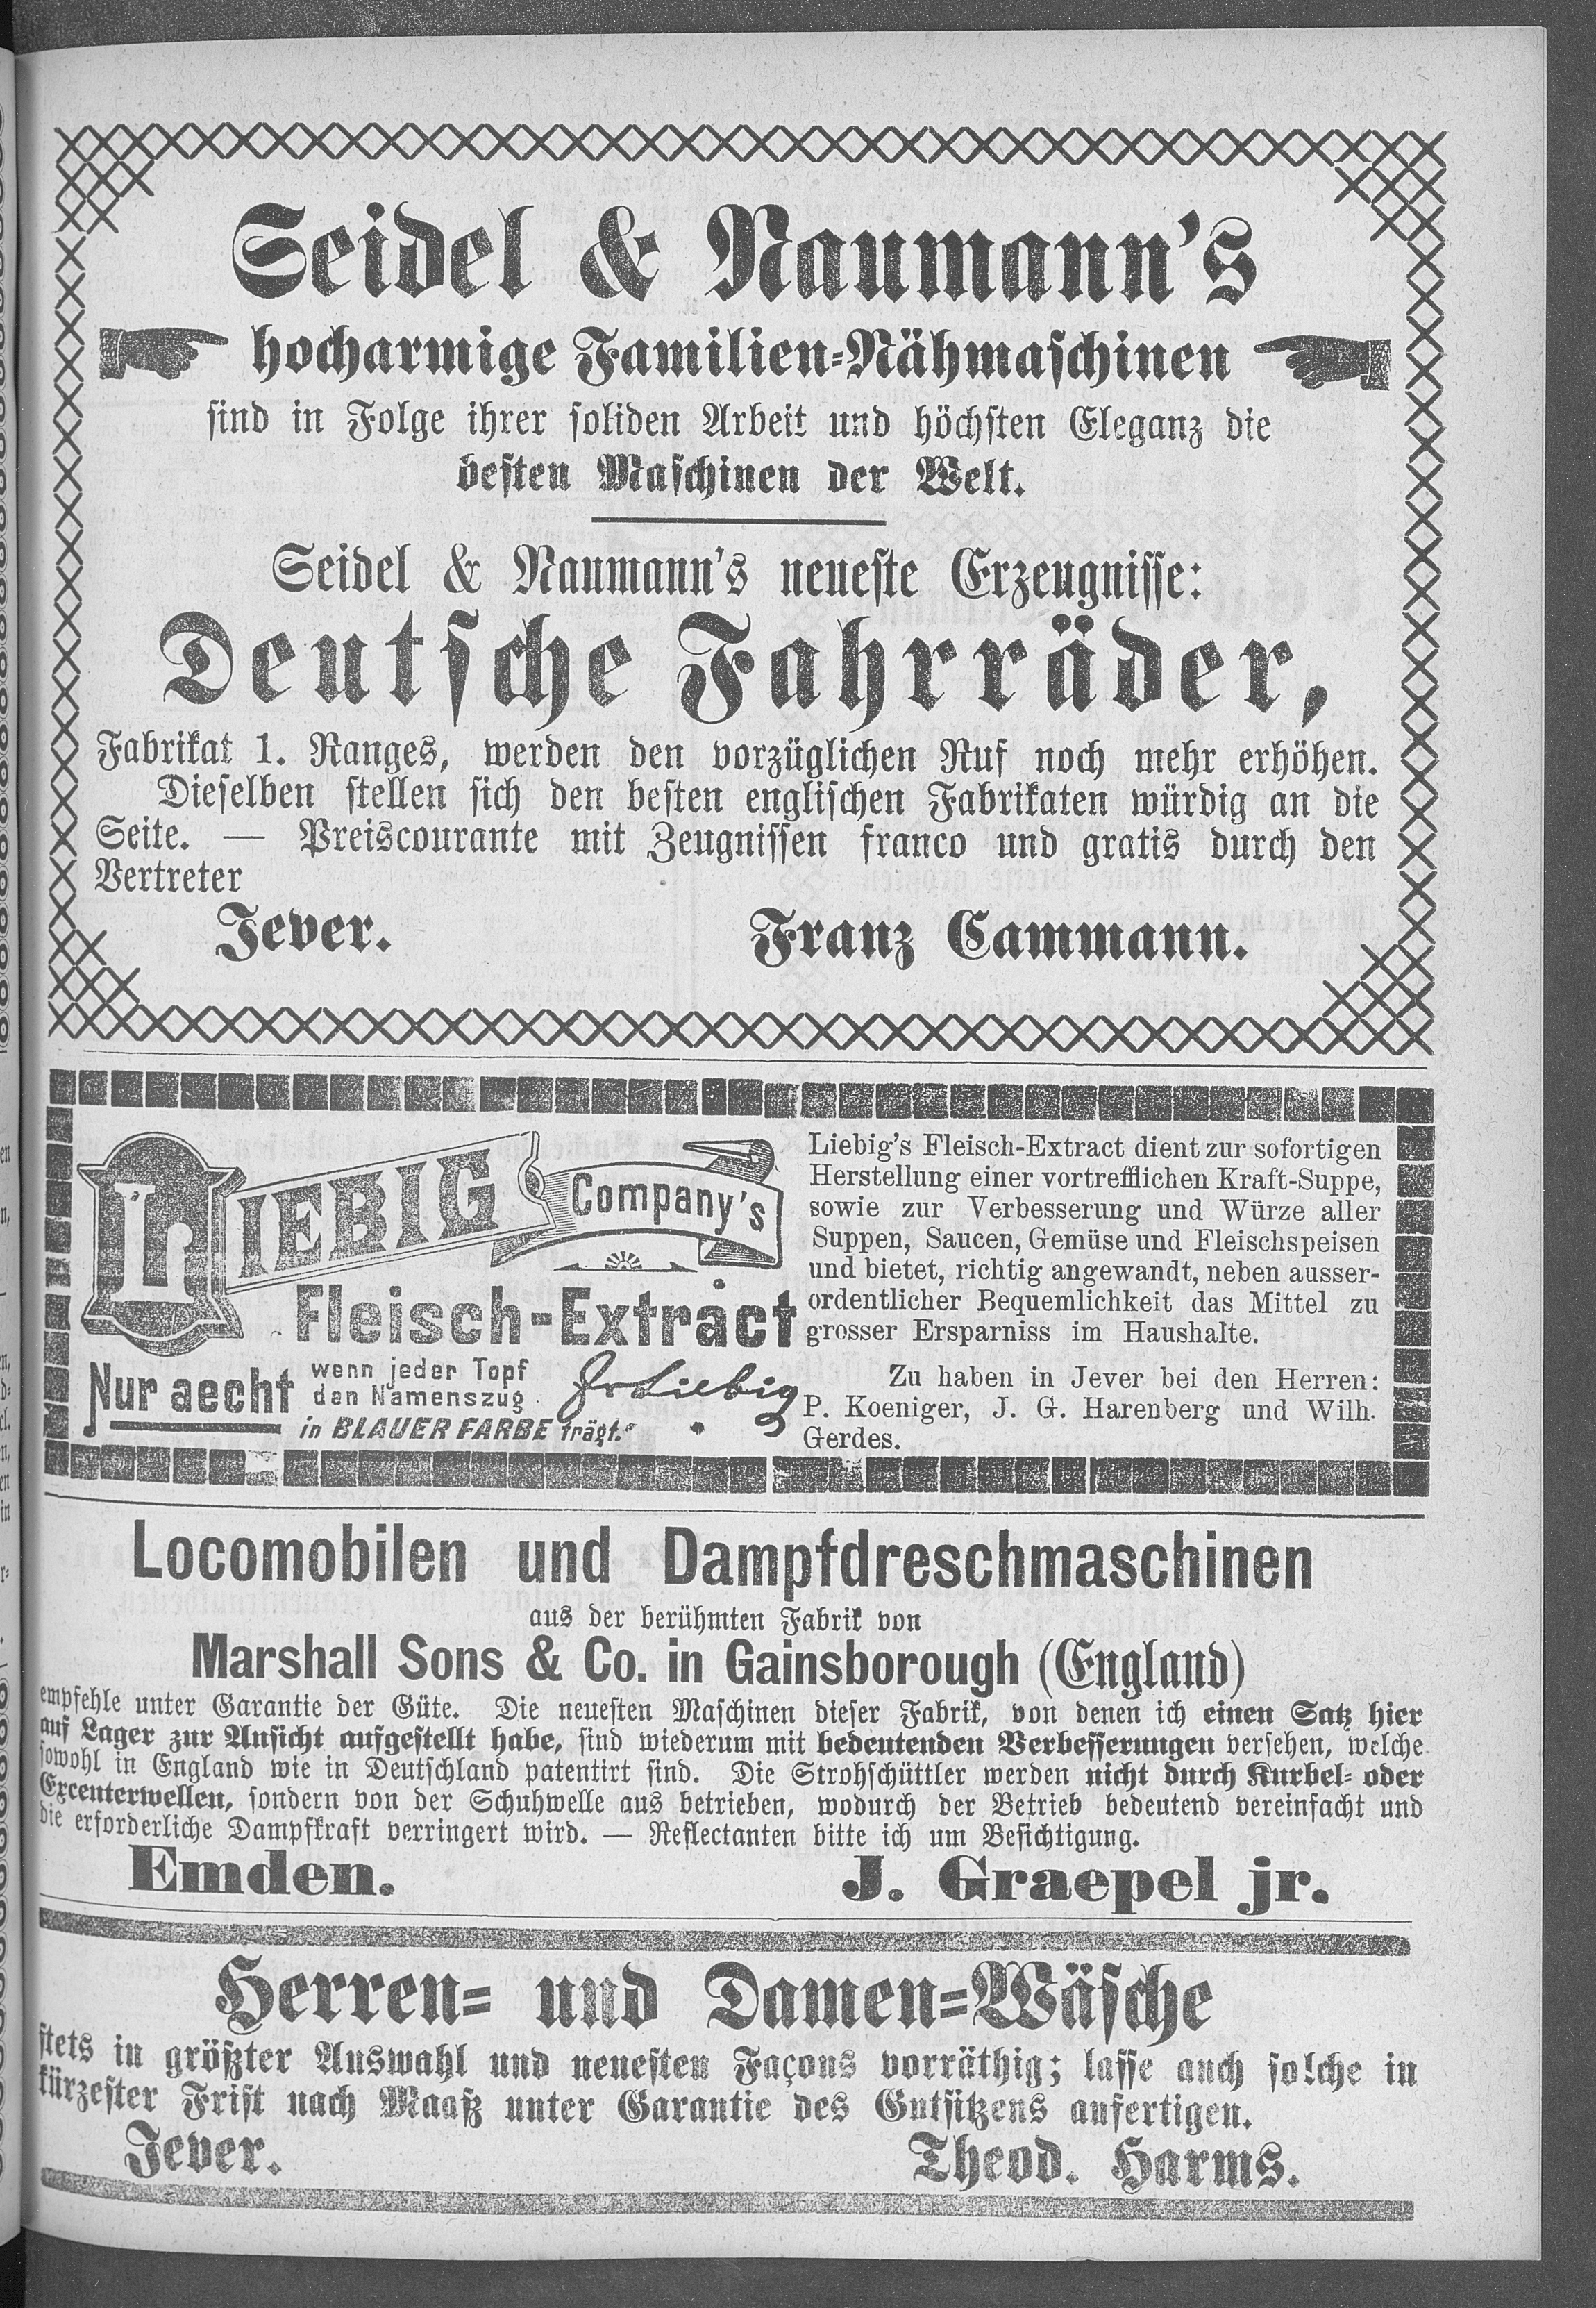 Seidel & Naumann's
hocharmige Familien-Nähmaschinen
sind in Folge ihrer soliden Arbeit und höchsten Eleganz die
besten Maschinen der Welt.
Seidel & Naumann's neueste Erzeugnisse:
Deutsche Fahrräder,
Fabrikat 1. Ranges, werden den vorzüglichen Ruf noch mehr erhöhen.
Dieselben stellen sich den besten englischen Fabrikaten würdig an die
Seite. — Preiscourante mit Zeugnissen franco und gratis durch den
Vertreter
Jever. Franz Cammann.
LIEBIG Company's
Fleisch-Extract
Nur aecht wenn jeder Topf
den Namenszug
in BLAUER FARBE trägt.
JvLiebig
Liebig's Fleisch-Extract dient zur sofortigen
Herstellung einer vortrefflichen Kraft-Suppe,
sowie zur Verbesserung und Würze aller
Suppen, Saucen, Gemüse und Fleischspeisen
und bietet, richtig angewandt, neben ausser-
ordentlicher Bequemlichkeit das Mittel zu
grosser Ersparniss im Haushalte.
Zu haben in Jever bei den Herren:
P. Koeniger, J. G. Harenberg und Wilh.
Gerdes.
Locomobilen und Dampfdreschmaschinen
aus der berühmten Fabrik von
Marshall Sons & Co. in Gainsborough (England)
empfehle unter Garantie der Güte. Die neuesten Maschinen dieser Fabrik, von denen ich einen Satz hier
auf Lager zur Ansicht aufgestellt habe, sind wiederum mit bedeutenden Verbesserungen versehen, welche
sowohl in England wie in Deutschland patentirt sind. Die Strohschüttler werden nicht durch Kurbel- oder
Excenterwellen, sondern von der Schuhwelle aus betrieben, wodurch der Betrieb bedeutend vereinfacht und
die erforderliche Dampfkraft verringert wird. — Reflectanten bitte ich um Besichtigung.
Emden. J. Graepel jr.
Herren- und Damen-Wäsche
stets in größter Auswahl und neuesten Façons vorräthig; lasse auch solche in
kürzester Frist nach Maaß unter Garantie des Gutsitzens anfertigen.
Jever. Theod. Harms.